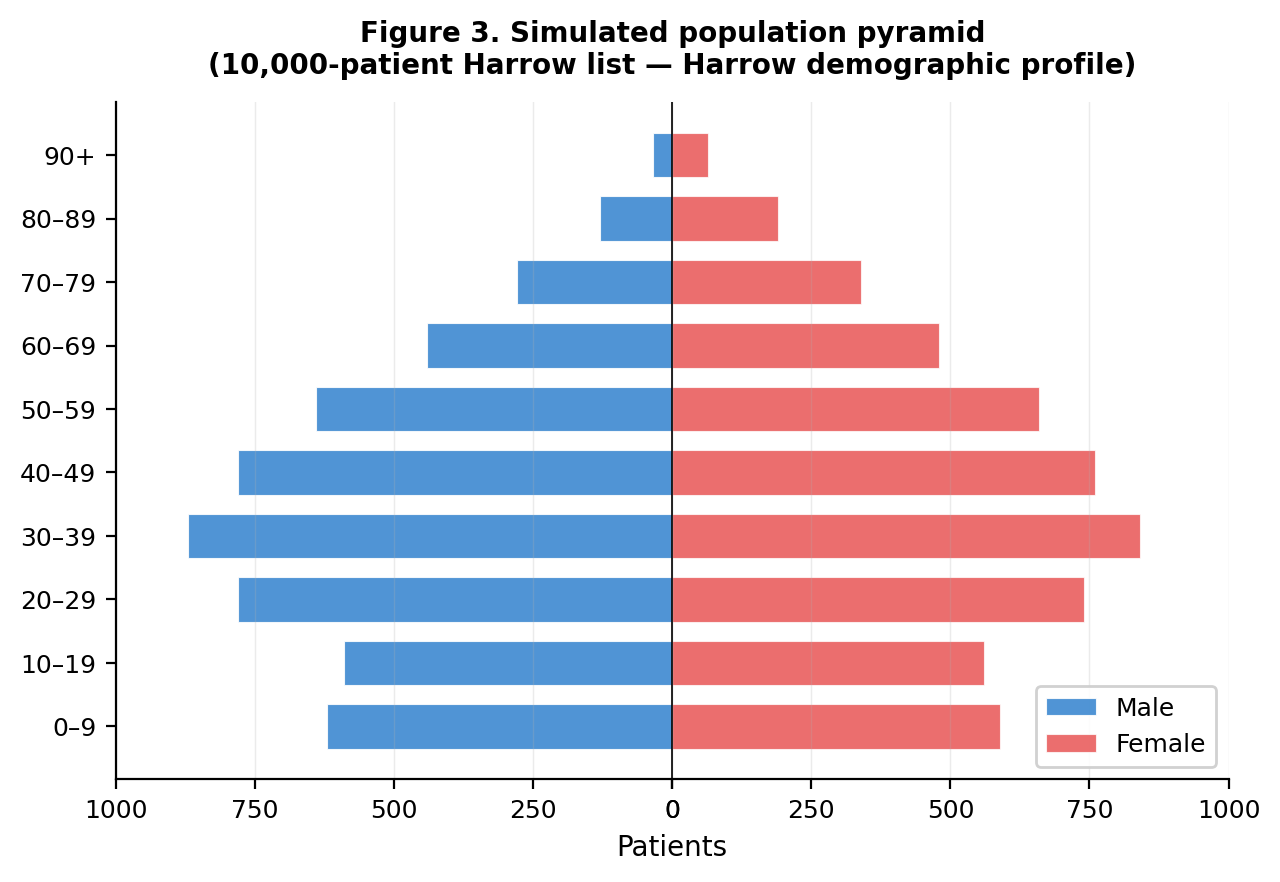 Figure 3. Simulated population pyramid
(10,000-patient Harrow list — Harrow demographic profile)
90+
80–89
70–79
60–69
50–59
40–49
30–39
20–29
10–19
0–9
Male
Female
1000 750 500 250 0 250 500 750 1000
Patients